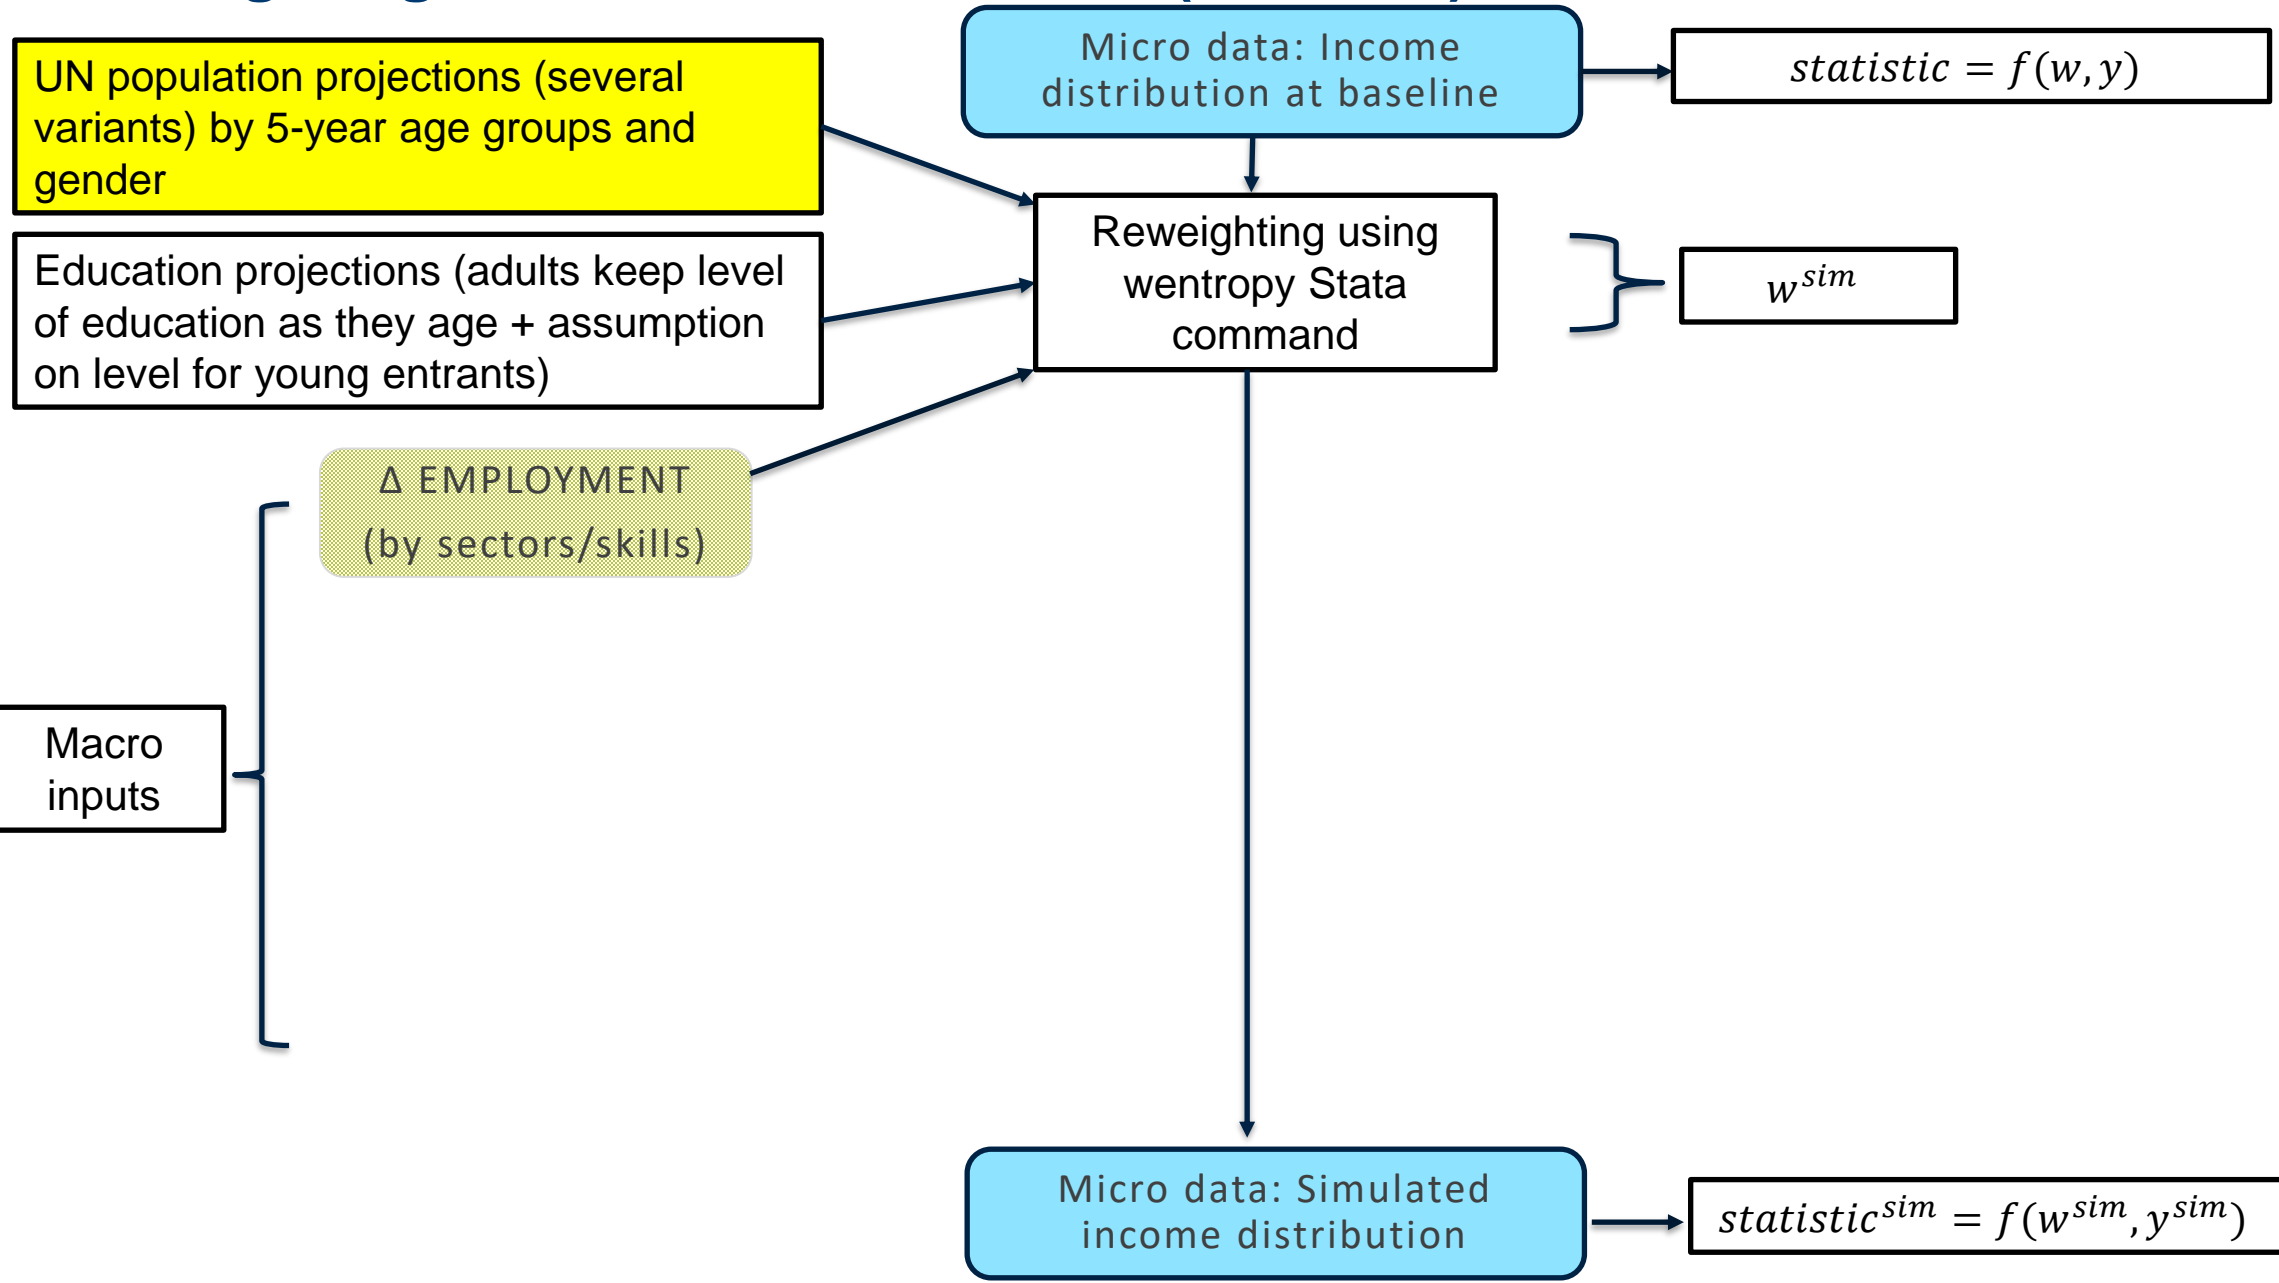 UN population projections (several
variants) by 5-year age groups and
gender
Micro data: Income
distribution at baseline
statistic = f(w, y)
Education projections (adults keep level
of education as they age + assumption
on level for young entrants)
Reweighting using
wentropy Stata
command
w^sim
Δ EMPLOYMENT
(by sectors/skills)
Macro
inputs
Micro data: Simulated
income distribution
statistic^sim = f(w^sim, y^sim)